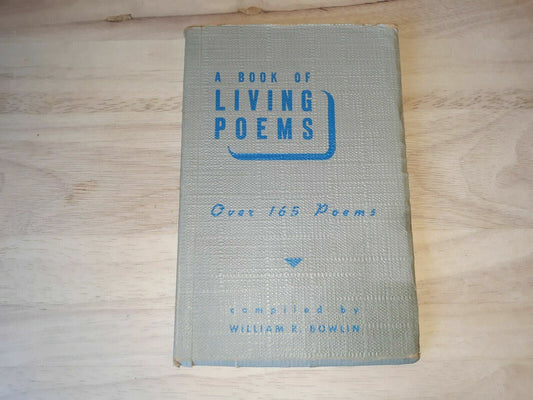 A BOOK OF
LIVING
POEMS
Over 165 Poems
compiled by
WILLIAM R. BOWLIN